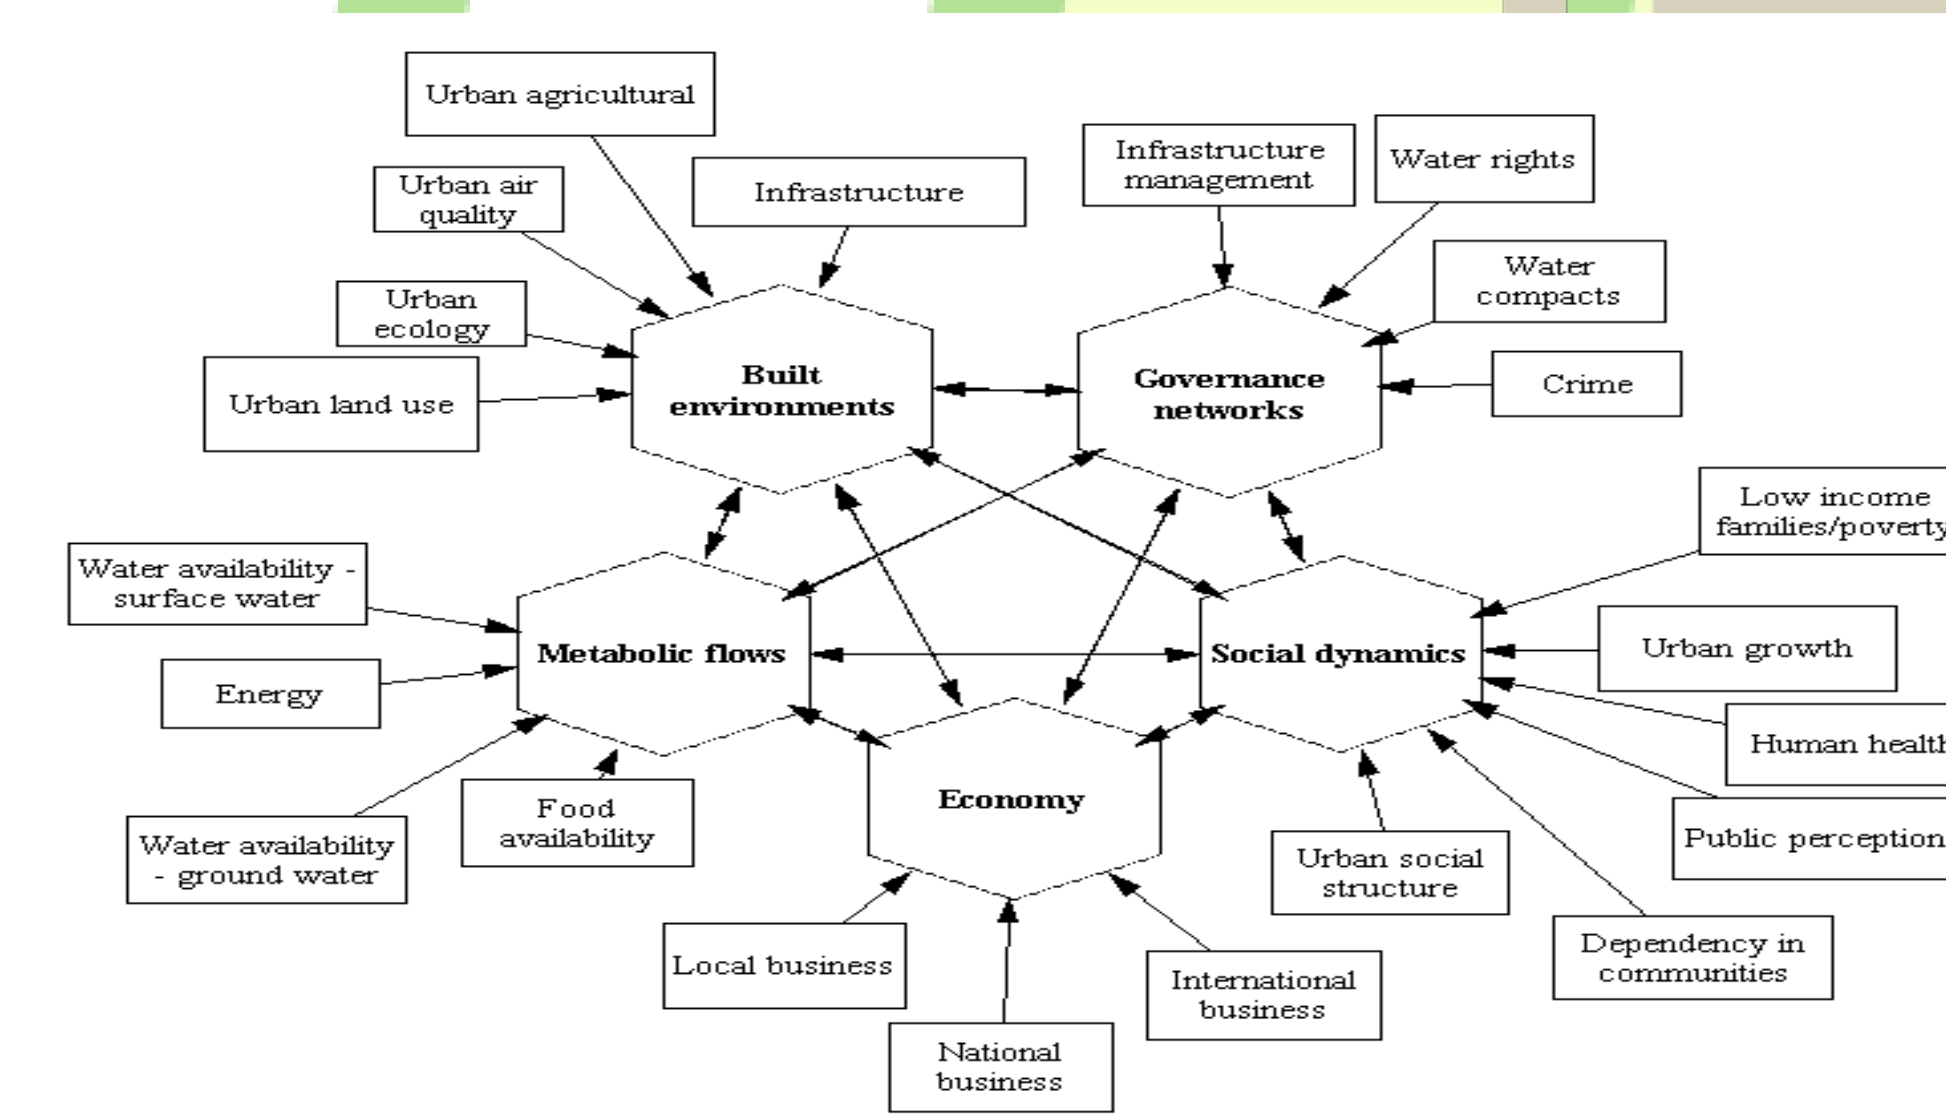 Urban agricultural
Urban air
quality
Infrastructure
Infrastructure
management
Water rights
Urban
ecology
Water
compacts
Urban land use
Built
environments
Governance
networks
Crime
Low income
families/poverty
Water availability -
surface water
Metabolic flows
Social dynamics
Urban growth
Energy
Human health
Economy
Food
availability
Water availability
- ground water
Public perception
Urban social
structure
Local business
International
business
Dependency in
communities
National
business